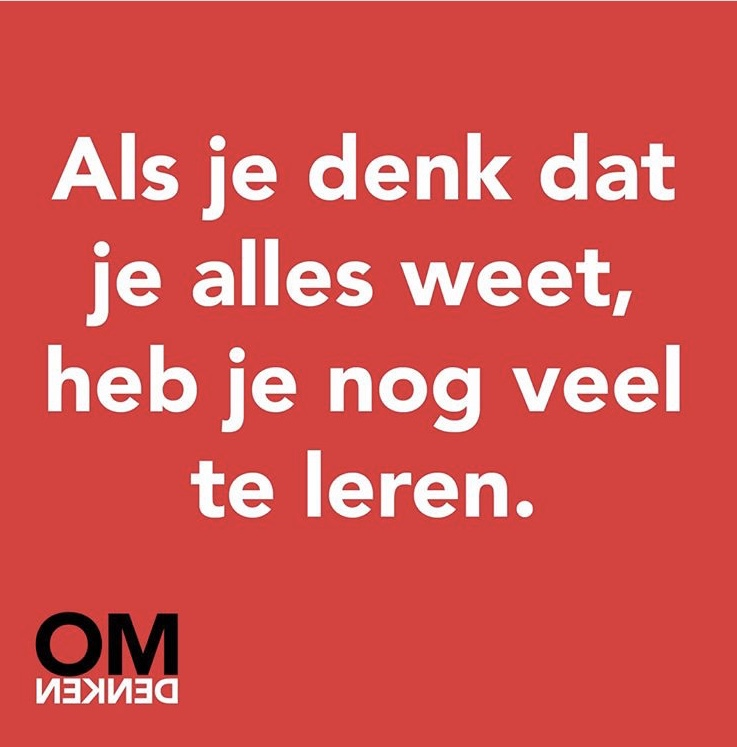 Als je denk dat
je alles weet,
heb je nog veel
te leren.
OM
DENKEN